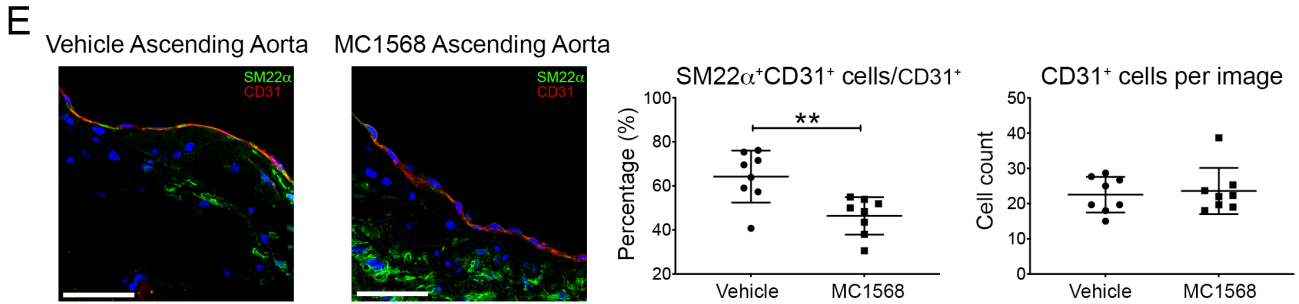 E
Vehicle Ascending Aorta
MC1568 Ascending Aorta
SM22α
CD31
SM22α
CD31
SM22α⁺CD31⁺ cells/CD31⁺
Percentage (%)
100
80
60
40
20
**
Vehicle
MC1568
CD31⁺ cells per image
Cell count
50
40
30
20
10
0
Vehicle
MC1568